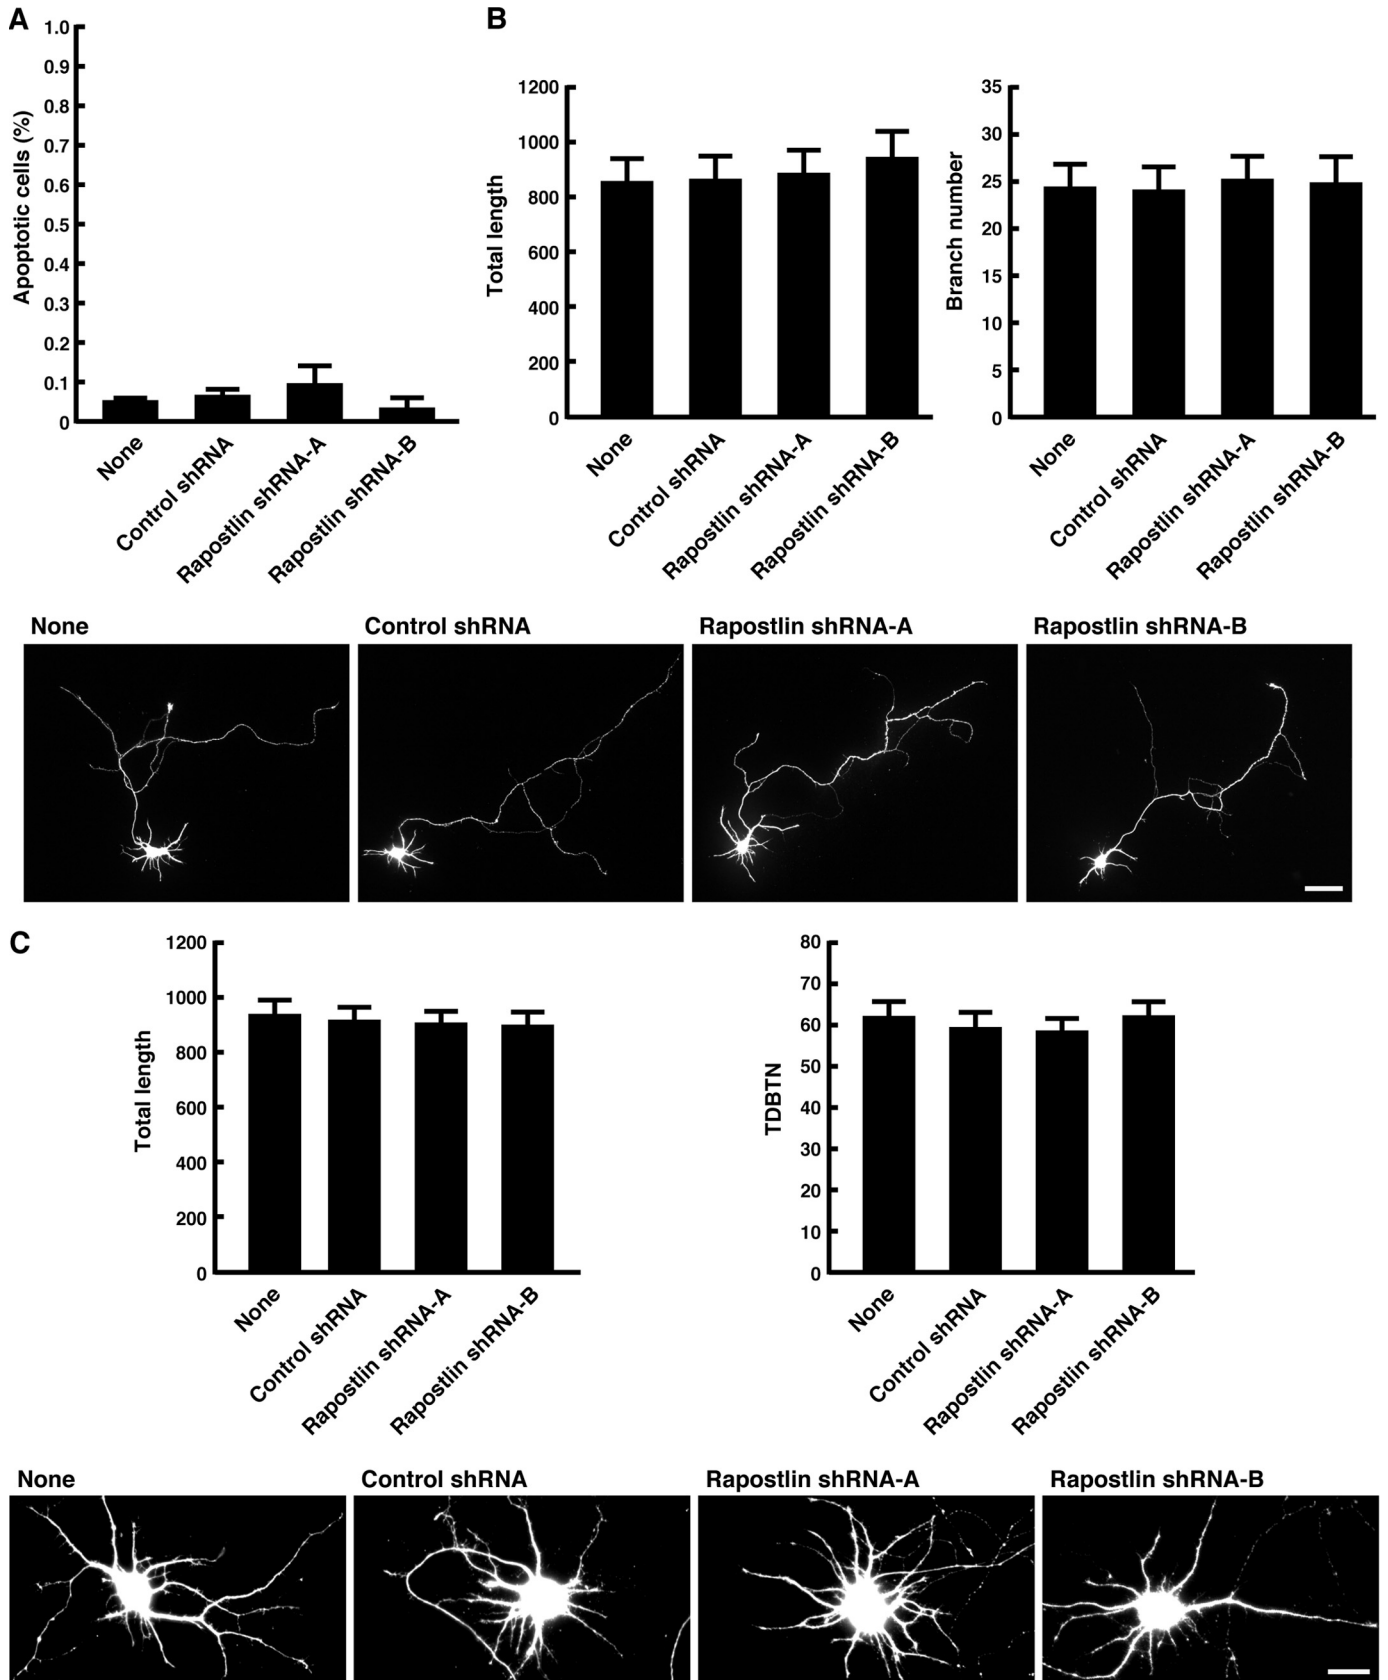 A
B
1.0
0.9
0.8
0.7
0.6
0.5
0.4
0.3
0.2
0.1
0
Apoptotic cells (%)
None
Control shRNA
Rapostlin shRNA-A
Rapostlin shRNA-B
1200
1000
800
600
400
200
0
Total length
None
Control shRNA
Rapostlin shRNA-A
Rapostlin shRNA-B
35
30
25
20
15
10
5
0
Branch number
None
Control shRNA
Rapostlin shRNA-A
Rapostlin shRNA-B
None
Control shRNA
Rapostlin shRNA-A
Rapostlin shRNA-B
C
1200
1000
800
600
400
200
0
Total length
None
Control shRNA
Rapostlin shRNA-A
Rapostlin shRNA-B
80
70
60
50
40
30
20
10
0
TDBTN
None
Control shRNA
Rapostlin shRNA-A
Rapostlin shRNA-B
None
Control shRNA
Rapostlin shRNA-A
Rapostlin shRNA-B